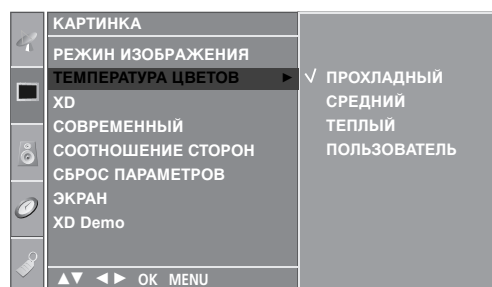 КАРТИНКА
РЕЖИН ИЗОБРАЖЕНИЯ
ТЕМПЕРАТУРА ЦВЕТОВ ►
XD
СОВРЕМЕННЫЙ
СООТНОШЕНИЕ СТОРОН
СБРОС ПАРАМЕТРОВ
ЭКРАН
XD Demo
√ ПРОХЛАДНЫЙ
СРЕДНИЙ
ТЕПЛЫЙ
ПОЛЬЗОВАТЕЛЬ
▲▼ ◄► OK MENU